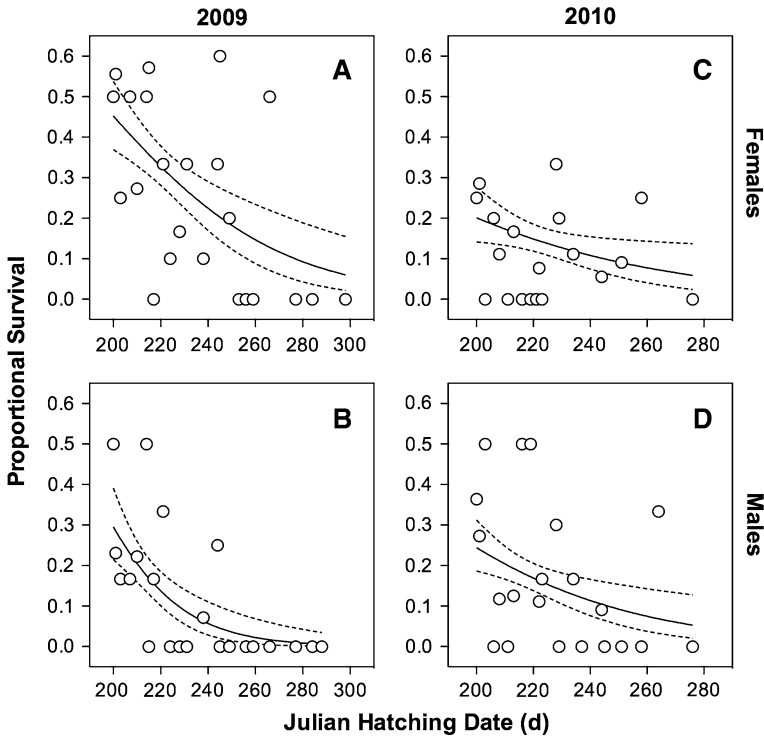 2009 2010
0.6 0.5 0.4 0.3 0.2 0.1 0.0
A
200 220 240 260 280 300
0.6 0.5 0.4 0.3 0.2 0.1 0.0
C
200 220 240 260 280
Females
Proportional Survival
0.6 0.5 0.4 0.3 0.2 0.1 0.0
B
200 220 240 260 280 300
0.6 0.5 0.4 0.3 0.2 0.1 0.0
D
200 220 240 260 280
Males
Julian Hatching Date (d)